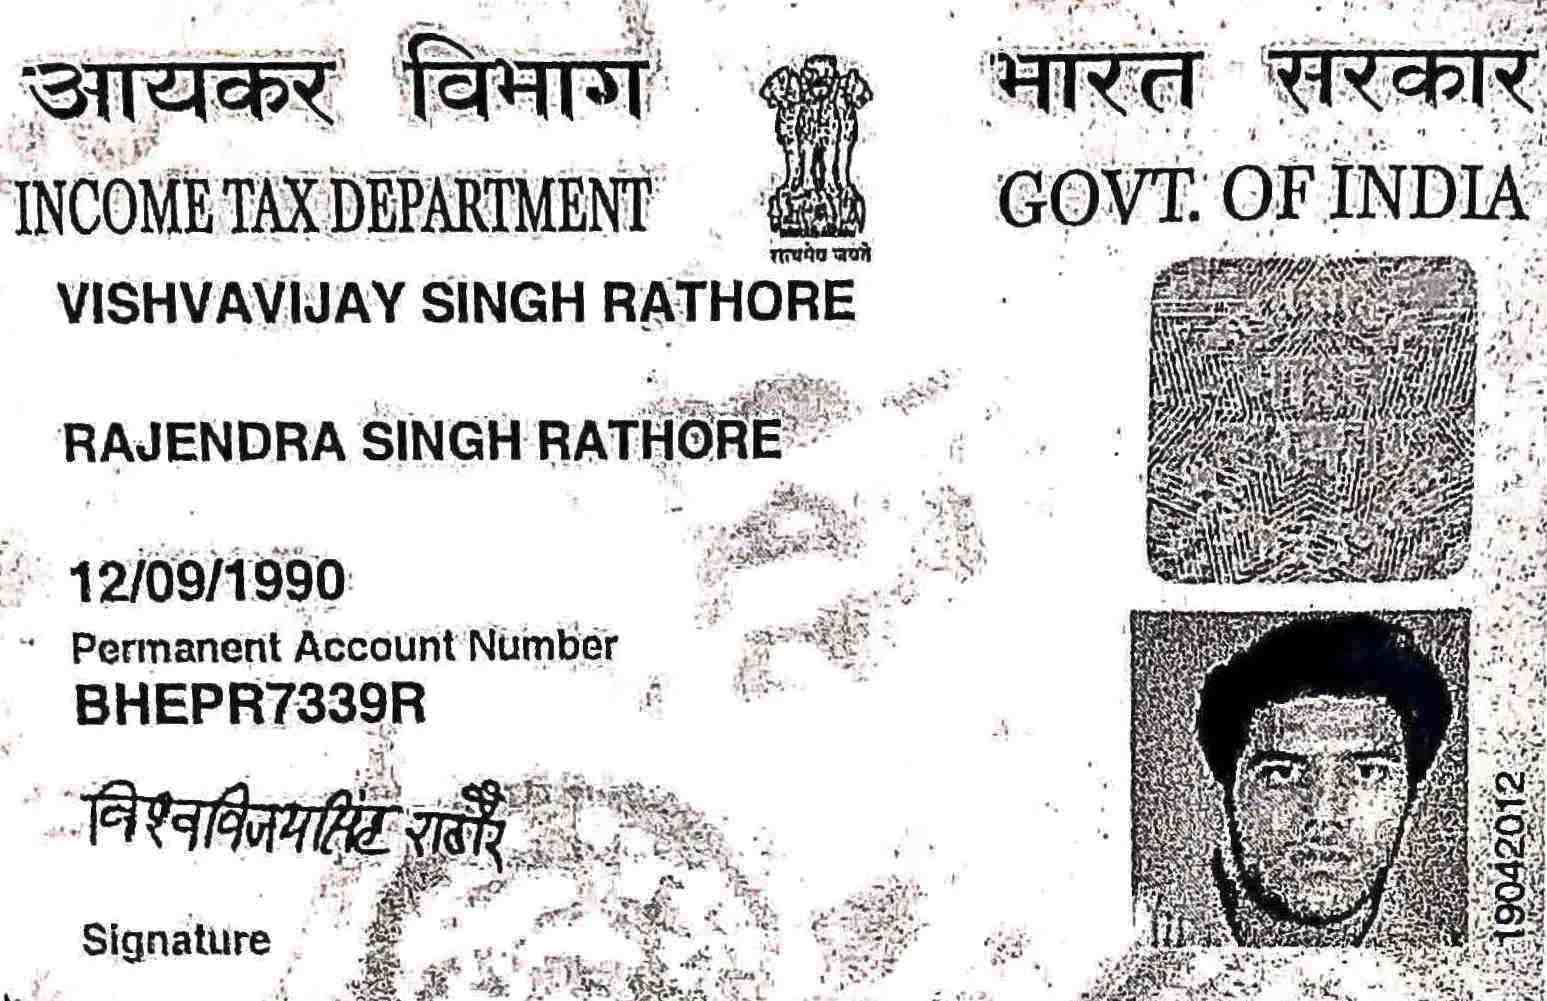 आयकर विभाग
INCOME TAX DEPARTMENT
भारत सरकार
GOVT. OF INDIA
सत्यमेव जयते
VISHVAVIJAY SINGH RATHORE
RAJENDRA SINGH RATHORE
12/09/1990
Permanent Account Number
BHEPR7339R
विश्वविजयसिंह राठौर
Signature
19042012